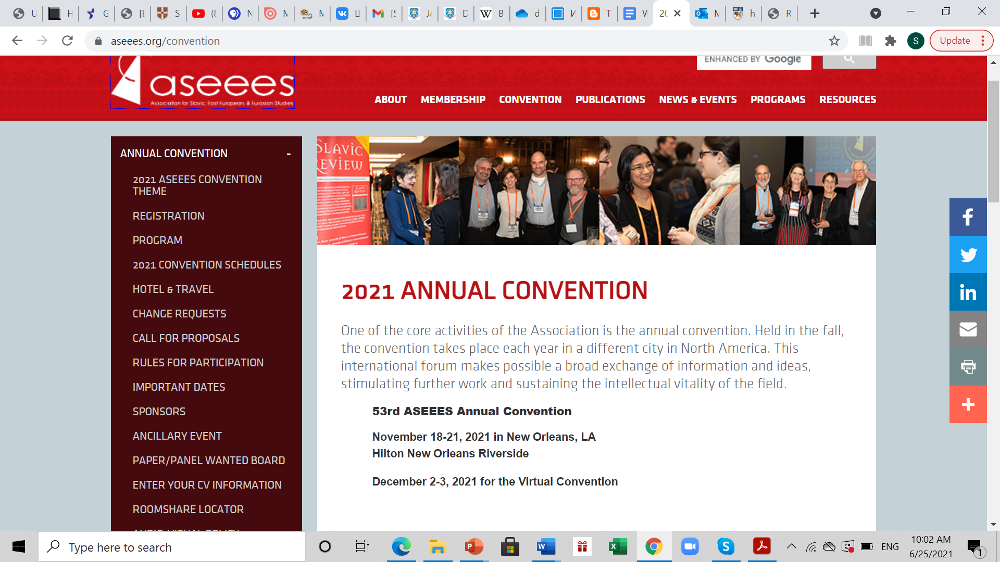 aseees.org/convention
Update
ENHANCED BY Google
aseees
Association for Slavic, East European, & Eurasian Studies
ABOUT MEMBERSHIP CONVENTION PUBLICATIONS NEWS & EVENTS PROGRAMS RESOURCES
ANNUAL CONVENTION -
2021 ASEEES CONVENTION
THEME
REGISTRATION
PROGRAM
2021 CONVENTION SCHEDULES
HOTEL & TRAVEL
CHANGE REQUESTS
CALL FOR PROPOSALS
RULES FOR PARTICIPATION
IMPORTANT DATES
SPONSORS
ANCILLARY EVENT
PAPER/PANEL WANTED BOARD
ENTER YOUR CV INFORMATION
ROOMSHARE LOCATOR
SLAVIC
REVIEW
2021 ANNUAL CONVENTION
One of the core activities of the Association is the annual convention. Held in the fall,
the convention takes place each year in a different city in North America. This
international forum makes possible a broad exchange of information and ideas,
stimulating further work and sustaining the intellectual vitality of the field.
53rd ASEEES Annual Convention
November 18-21, 2021 in New Orleans, LA
Hilton New Orleans Riverside
December 2-3, 2021 for the Virtual Convention
Type here to search
ENG
10:02 AM
6/25/2021
1